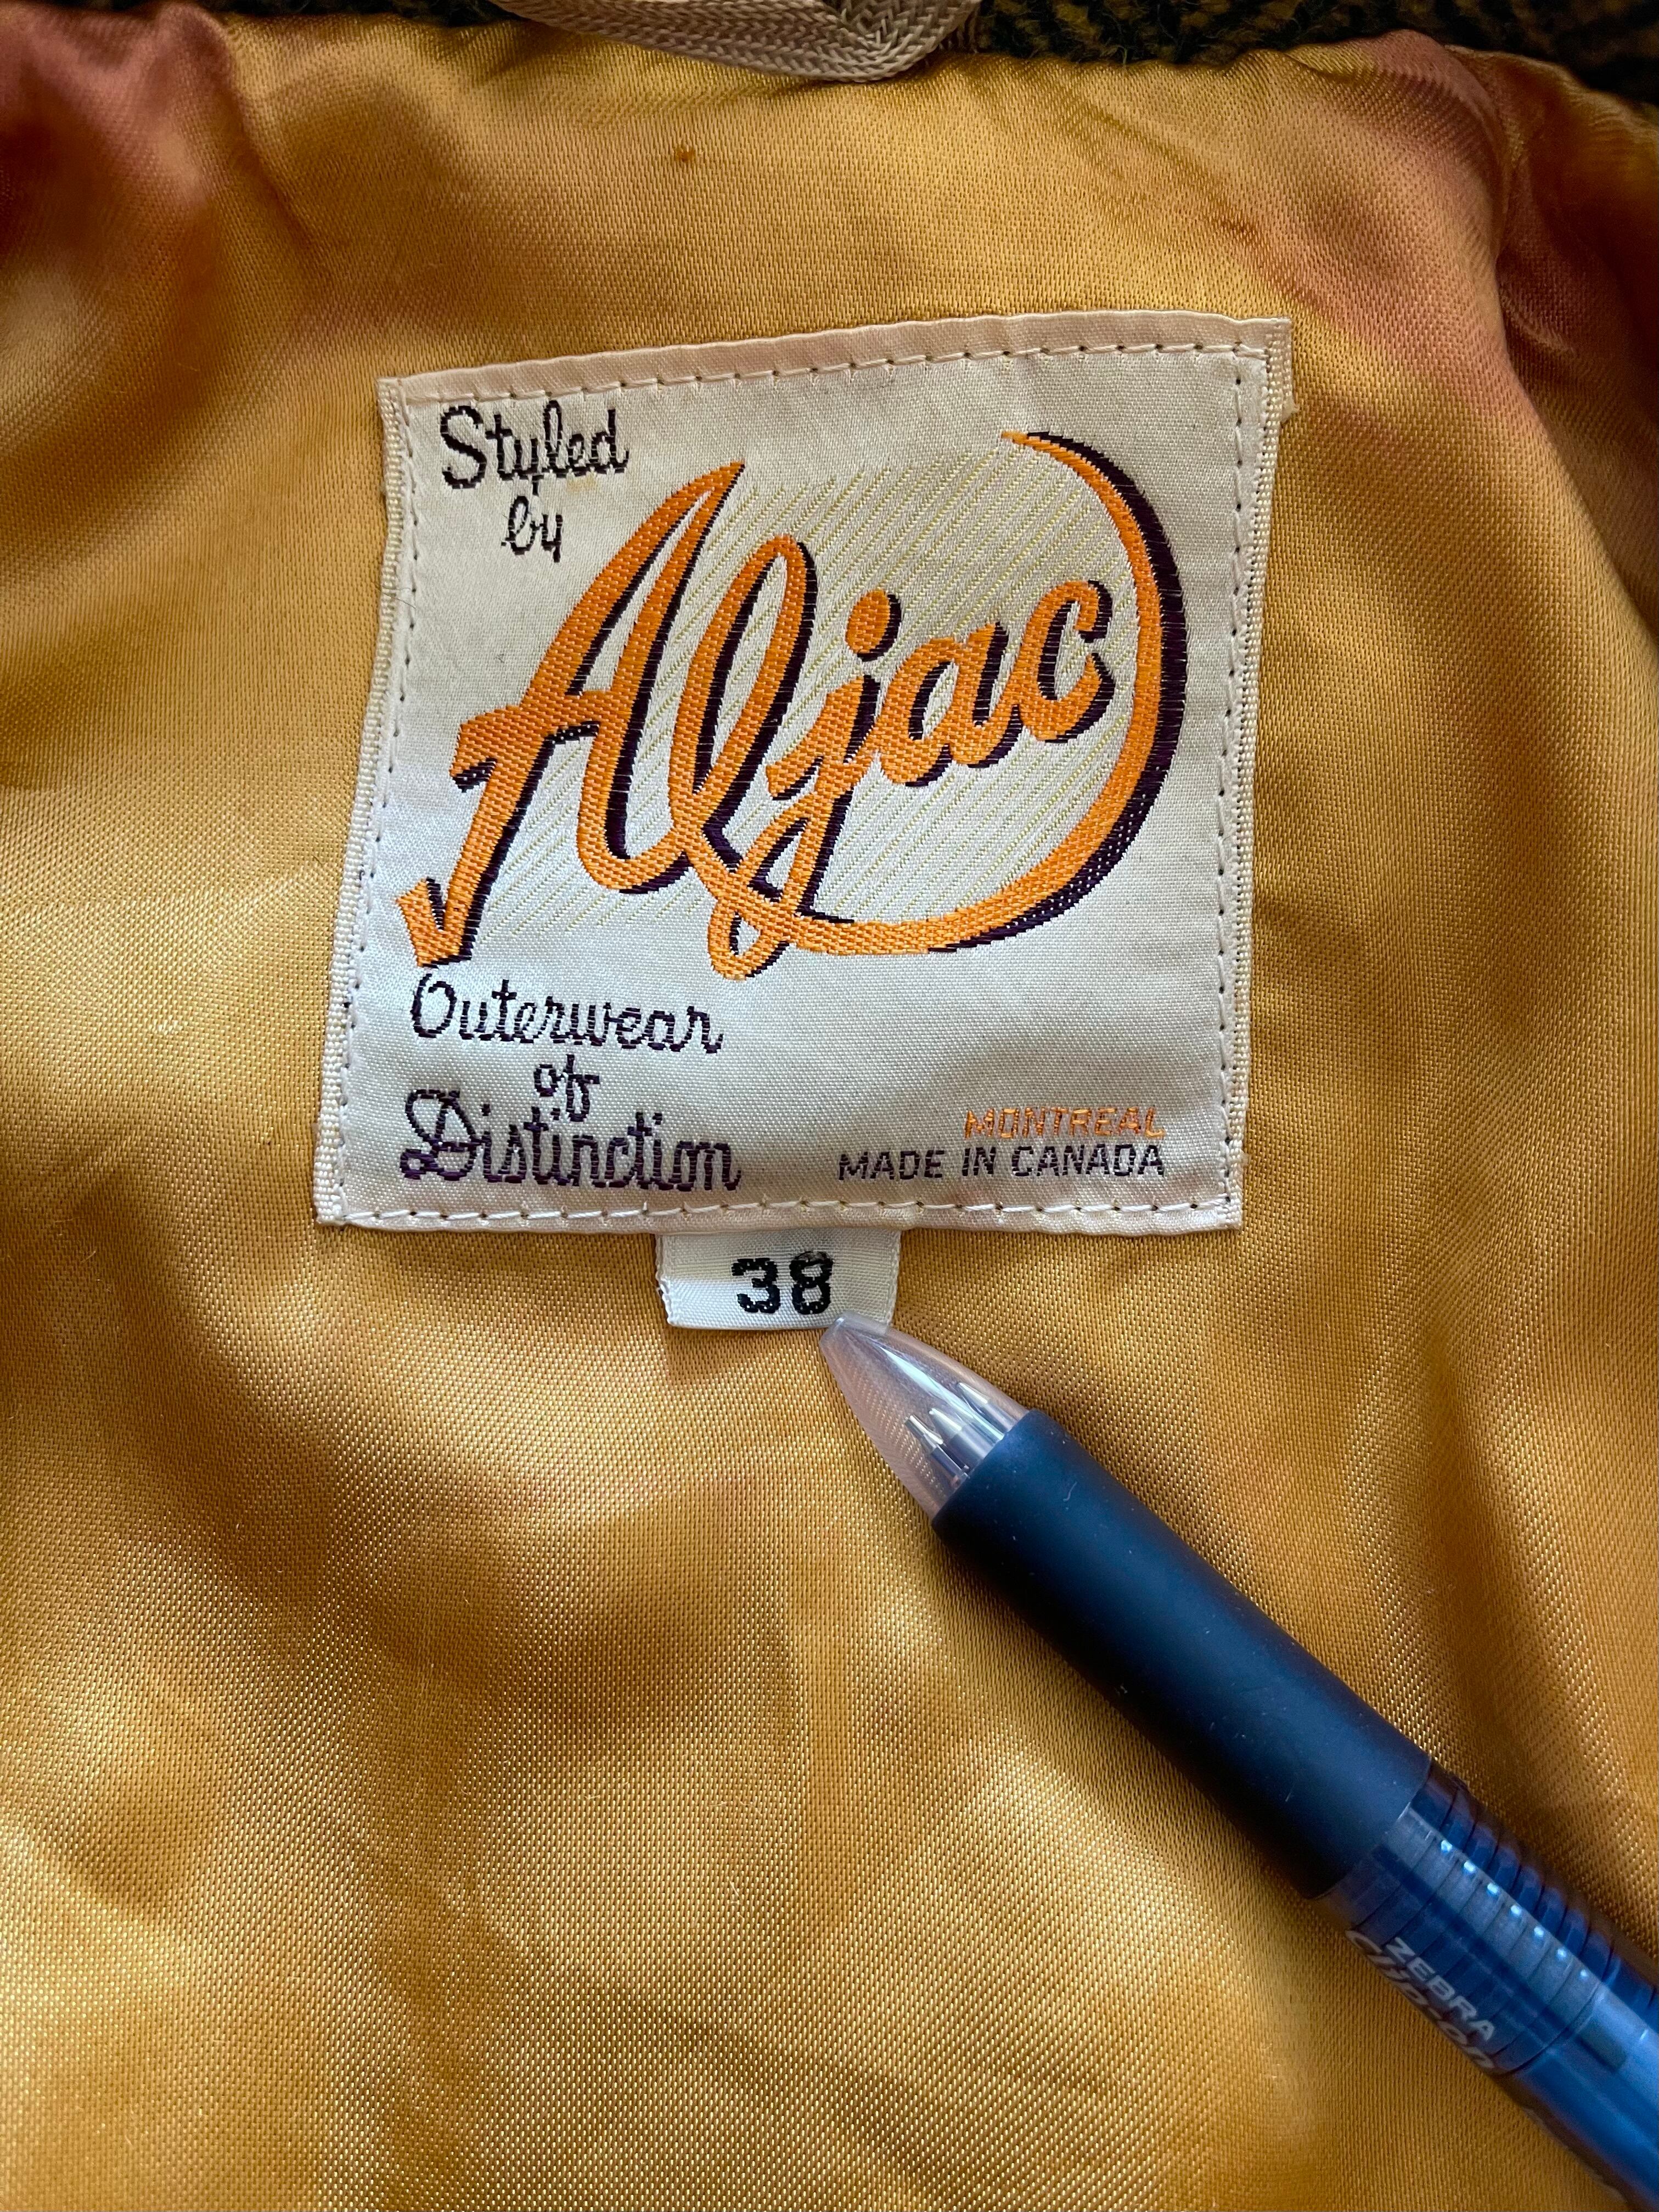 Styled
by
Aljac
Outerwear
of
Distinction
MONTREAL
MADE IN CANADA
38
ZEBRA